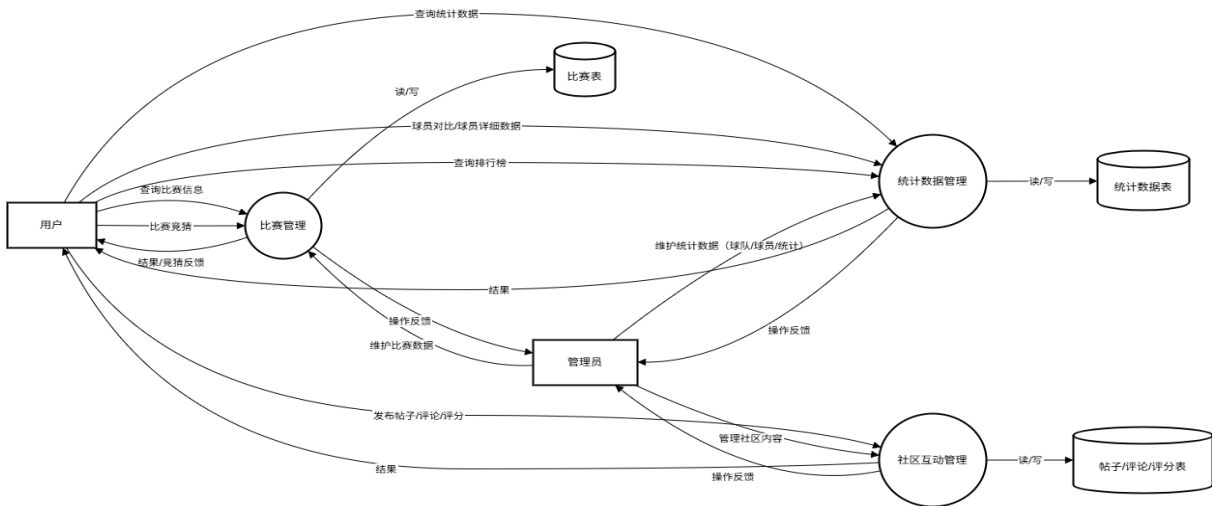 查询统计数据
比赛表
读/写
球员对比/球员详细数据
查询排行榜
统计数据管理
读/写
统计数据表
查询比赛信息
用户
比赛竟猜
比赛管理
结果/竟猜反馈
维护统计数据（球队/球员/统计）
结果
操作反馈
维护比赛数据
操作反馈
管理员
发布帖子/评论/评分
管理社区内容
社区互动管理
读/写
帖子/评论/评分表
结果
操作反馈